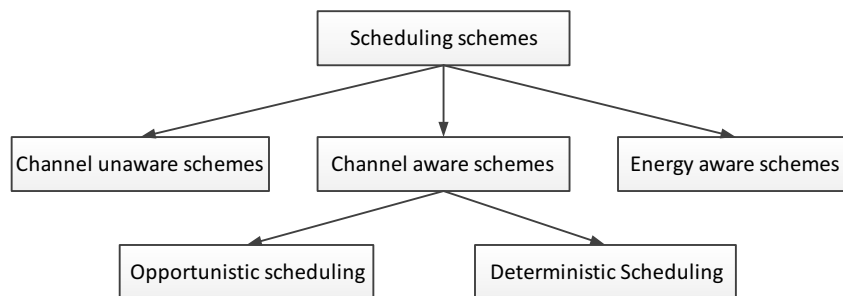 Scheduling schemes
Channel unaware schemes
Channel aware schemes
Energy aware schemes
Opportunistic scheduling
Deterministic Scheduling